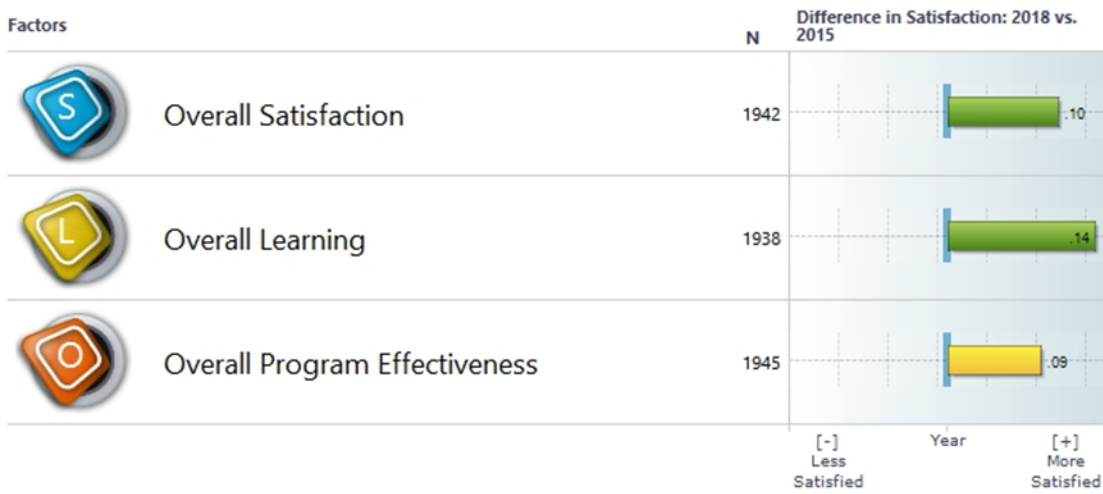 Factors
N
Difference in Satisfaction: 2018 vs.
2015
S
Overall Satisfaction
1942
.10
L
Overall Learning
1938
.14
O
Overall Program Effectiveness
1945
.09
[-]
Less
Satisfied
Year
[+]
More
Satisfied